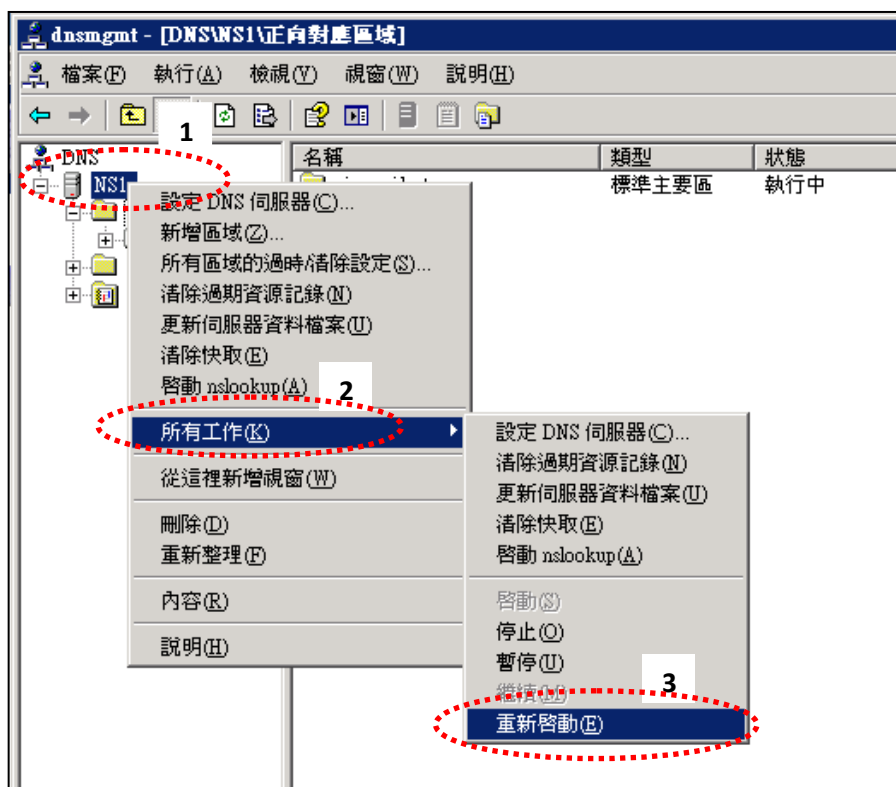 dnsmgmt - [DNS\NS1\正向對應區域]
檔案(F) 執行(A) 檢視(V) 視窗(W) 說明(H)
1
DNS
名稱 類型 狀態
NS1
標準主要區 執行中
設定 DNS 伺服器(C)...
新增區域(Z)...
所有區域的過時/清除設定(S)...
清除過期資源記錄(N)
更新伺服器資料檔案(U)
清除快取(E)
啟動 nslookup(A)
2
所有工作(K)
從這裡新增視窗(W)
刪除(D)
重新整理(F)
內容(R)
說明(H)
設定 DNS 伺服器(C)...
清除過期資源記錄(N)
更新伺服器資料檔案(U)
清除快取(E)
啟動 nslookup(A)
啟動(S)
停止(O)
暫停(U)
3
繼續(M)
重新啟動(E)